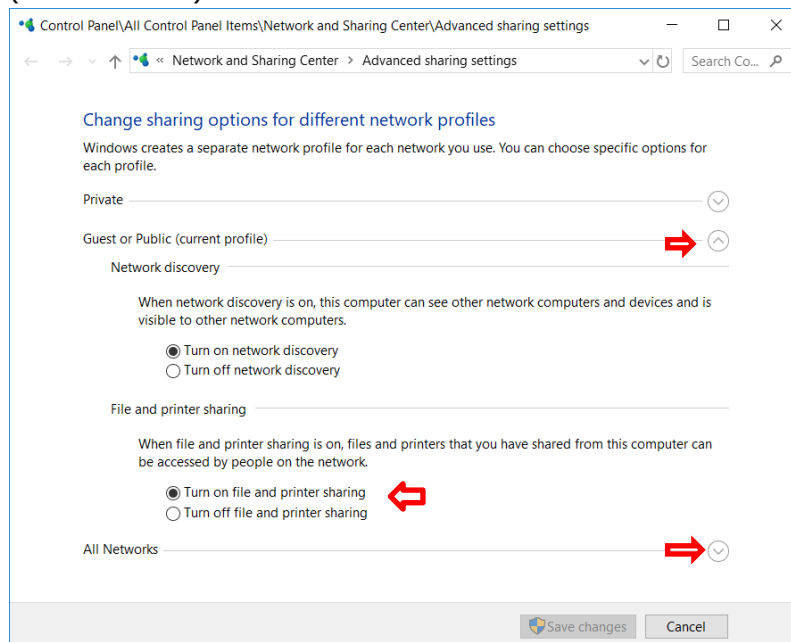 Control Panel\All Control Panel Items\Network and Sharing Center\Advanced sharing settings
« Network and Sharing Center > Advanced sharing settings
Search Co...
Change sharing options for different network profiles
Windows creates a separate network profile for each network you use. You can choose specific options for
each profile.
Private
Guest or Public (current profile)
Network discovery
When network discovery is on, this computer can see other network computers and devices and is
visible to other network computers.
Turn on network discovery
Turn off network discovery
File and printer sharing
When file and printer sharing is on, files and printers that you have shared from this computer can
be accessed by people on the network.
Turn on file and printer sharing
Turn off file and printer sharing
All Networks
Save changes
Cancel